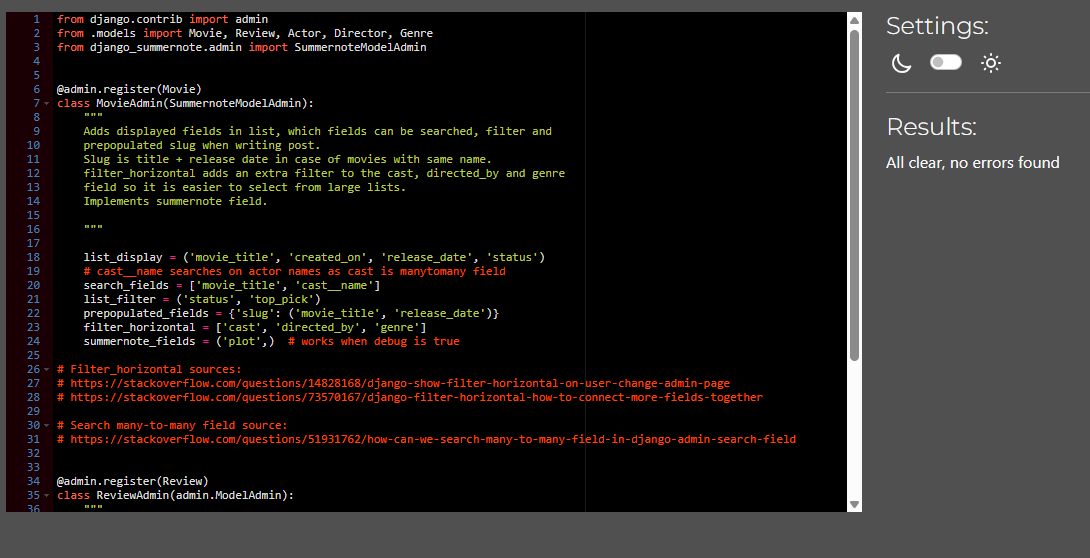 1 from django.contrib import admin
2 from .models import Movie, Review, Actor, Director, Genre
3 from django_summernote.admin import SummernoteModelAdmin
4
5
6 @admin.register(Movie)
7 class MovieAdmin(SummernoteModelAdmin):
8     """
9     Adds displayed fields in list, which fields can be searched, filter and
10     prepopulated slug when writing post.
11     Slug is title + release date in case of movies with same name.
12     filter_horizontal adds an extra filter to the cast, directed_by and genre
13     field so it is easier to select from large lists.
14     Implements summernote field.
15
16     """
17
18     list_display = ('movie_title', 'created_on', 'release_date', 'status')
19     # cast__name searches on actor names as cast is manytomany field
20     search_fields = ['movie_title', 'cast__name']
21     list_filter = ('status', 'top_pick')
22     prepopulated_fields = {'slug': ('movie_title', 'release_date')}
23     filter_horizontal = ['cast', 'directed_by', 'genre']
24     summernote_fields = ('plot',)  # works when debug is true
25
26 # Filter_horizontal sources:
27 # https://stackoverflow.com/questions/14828168/django-show-filter-horizontal-on-user-change-admin-page
28 # https://stackoverflow.com/questions/73570167/django-filter-horizontal-how-to-connect-more-fields-together
29
30 # Search many-to-many field source:
31 # https://stackoverflow.com/questions/51931762/how-can-we-search-many-to-many-field-in-django-admin-search-field
32
33
34 @admin.register(Review)
35 class ReviewAdmin(admin.ModelAdmin):
36     """
Settings:
Results:
All clear, no errors found